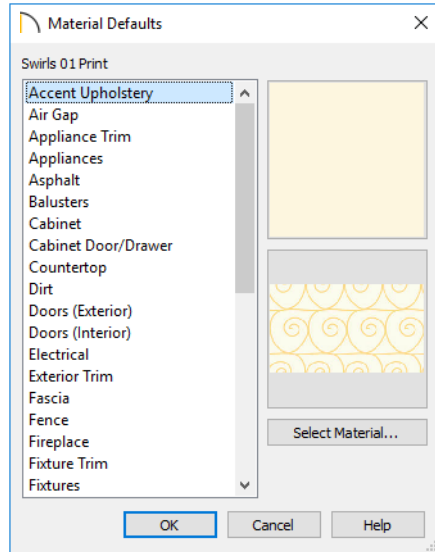 Material Defaults
Swirls 01 Print
Accent Upholstery
Air Gap
Appliance Trim
Appliances
Asphalt
Balusters
Cabinet
Cabinet Door/Drawer
Countertop
Dirt
Doors (Exterior)
Doors (Interior)
Electrical
Exterior Trim
Fascia
Fence
Fireplace
Fixture Trim
Fixtures
Select Material...
OK
Cancel
Help